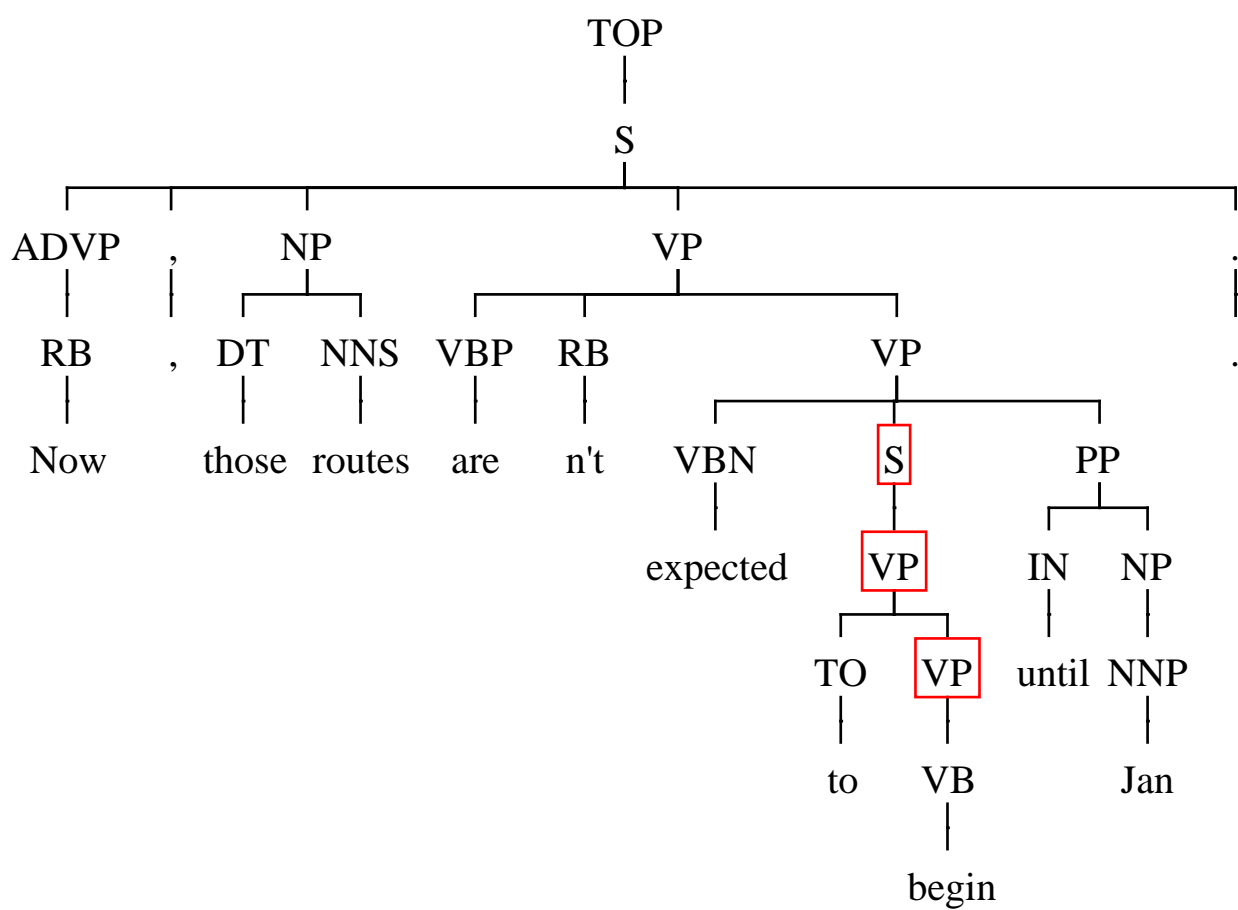 TOP
S
ADVP , NP VP .
RB , DT NNS VBP RB VP .
Now those routes are n't VBN S PP
expected VP IN NP
TO VP until NNP
to VB Jan
begin